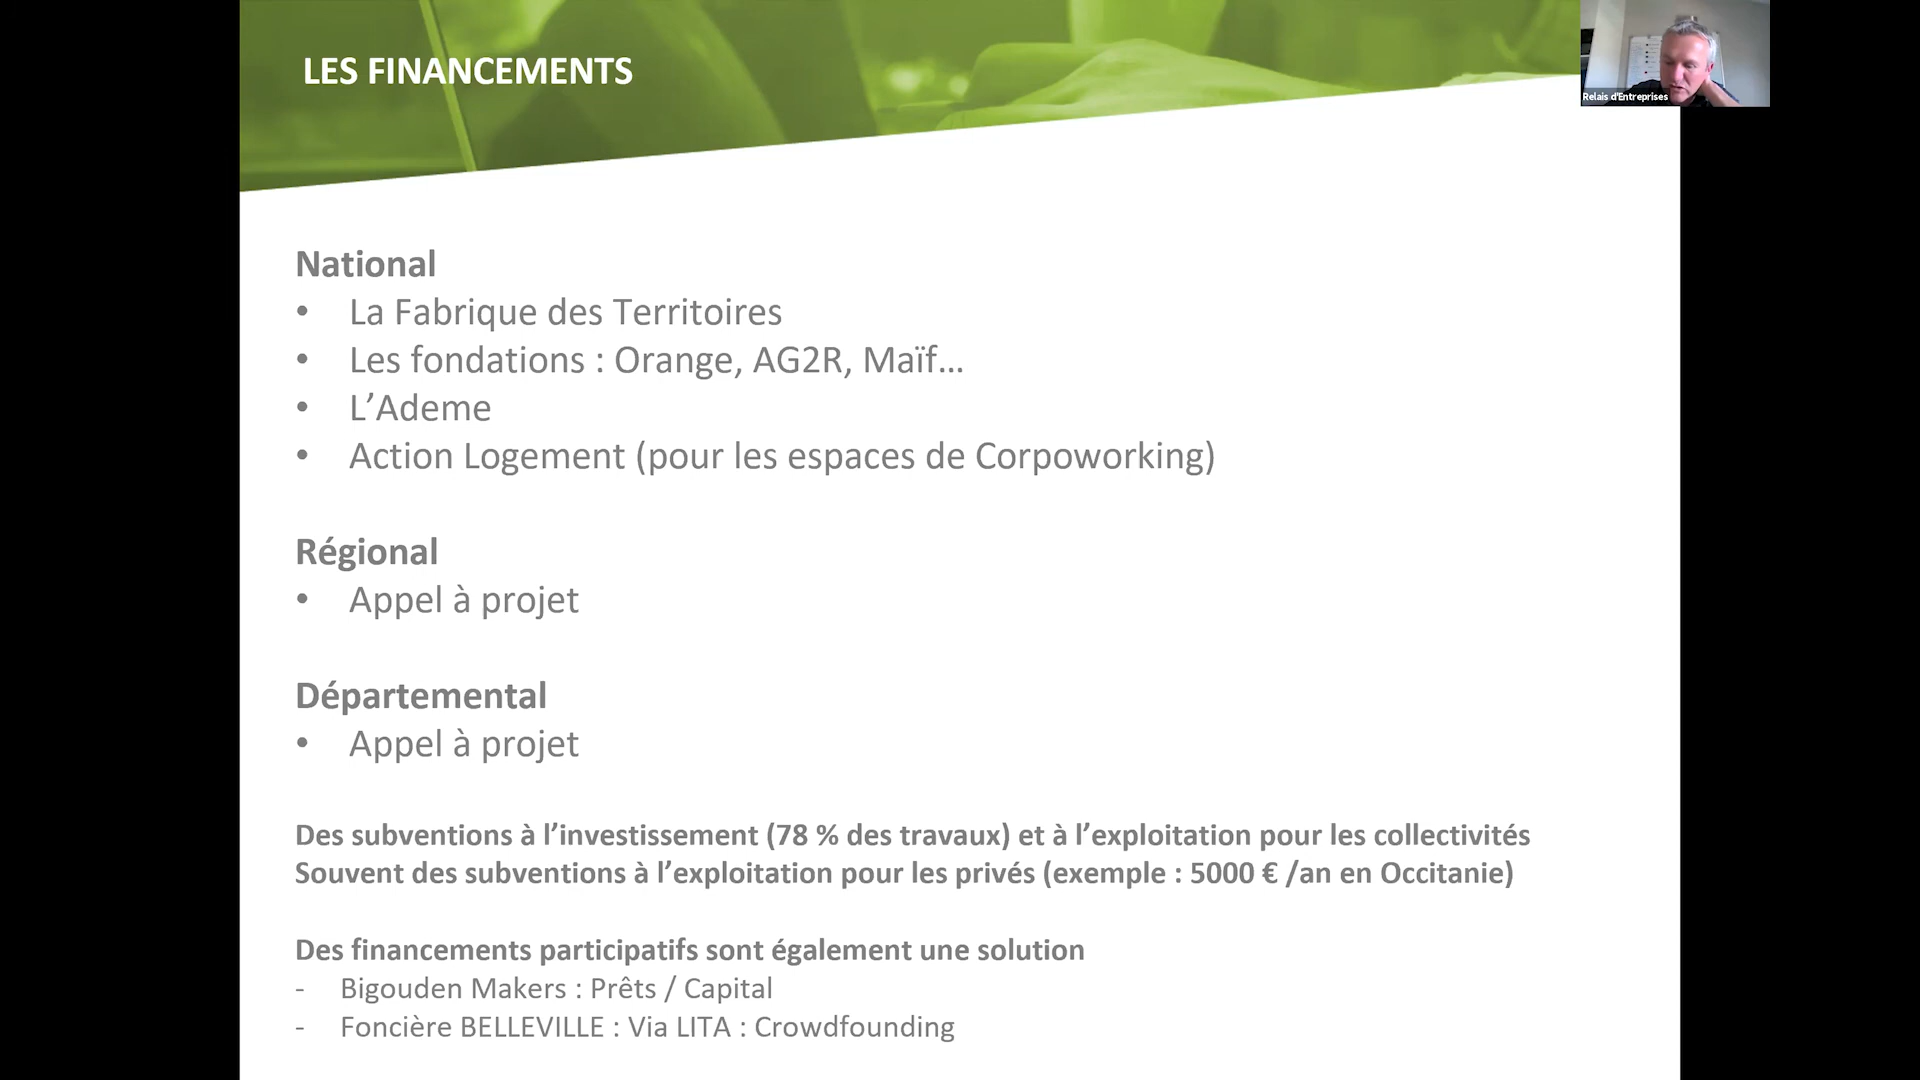 LES FINANCEMENTS
Relais d'Entreprises
National
• La Fabrique des Territoires
• Les fondations : Orange, AG2R, Maïf…
• L’Ademe
• Action Logement (pour les espaces de Corpoworking)
Régional
• Appel à projet
Départemental
• Appel à projet
Des subventions à l’investissement (78 % des travaux) et à l’exploitation pour les collectivités
Souvent des subventions à l’exploitation pour les privés (exemple : 5000 € /an en Occitanie)
Des financements participatifs sont également une solution
- Bigouden Makers : Prêts / Capital
- Foncière BELLEVILLE : Via LITA : Crowdfounding